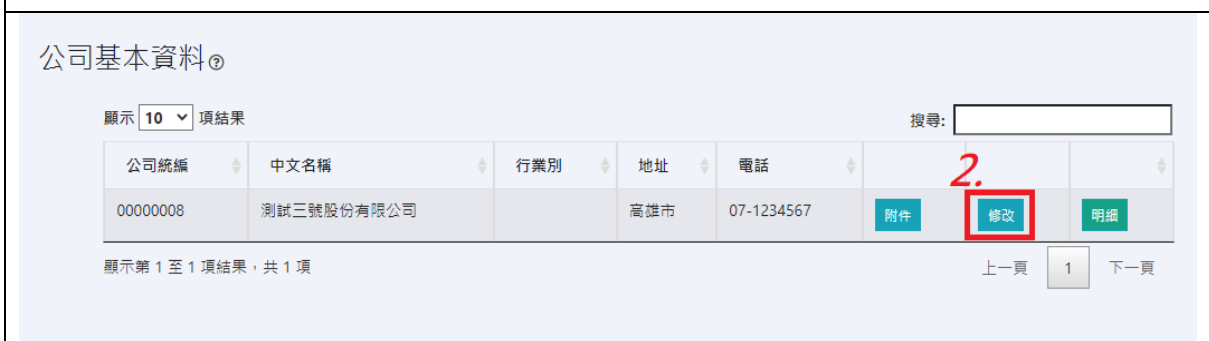 公司基本資料?
顯示 10 項結果
搜尋:
公司統編 中文名稱 行業別 地址 電話
2.
00000008 測試三號股份有限公司 高雄市 07-1234567 附件 修改 明細
顯示第 1 至 1 項結果，共 1 項
上一頁 1 下一頁